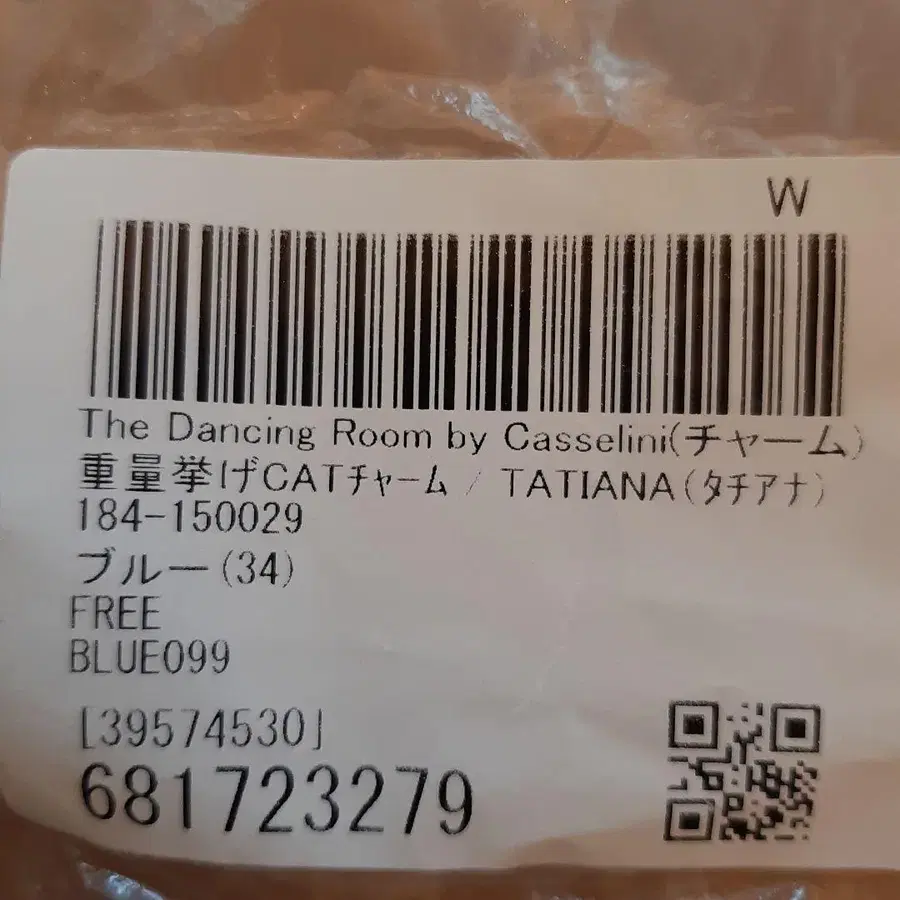 W
The Dancing Room by Casselini(チャーム)
重量挙げCATチャーム / TATIANA(タチアナ)
184-150029
ブルー(34)
FREE
BLUE099
[39574530]
681723279